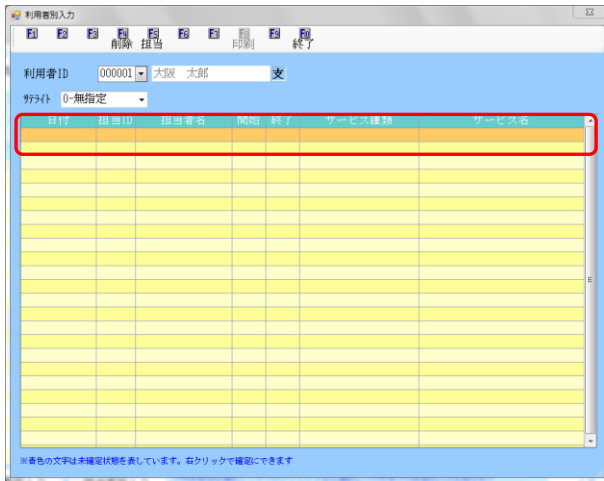 利用者別入力
F1 F2 F3 F4 F5 F6 F7 F8 F9 F10
削除 担当 印刷 終了
利用者ID 000001 大阪 太郎 支
ｻﾃﾗｲﾄ 0-無指定
日付 担当ID 担当者名 開始 終了 サービス種類 サービス名
※青色の文字は未確定状態を表しています。右クリックで確定にできます